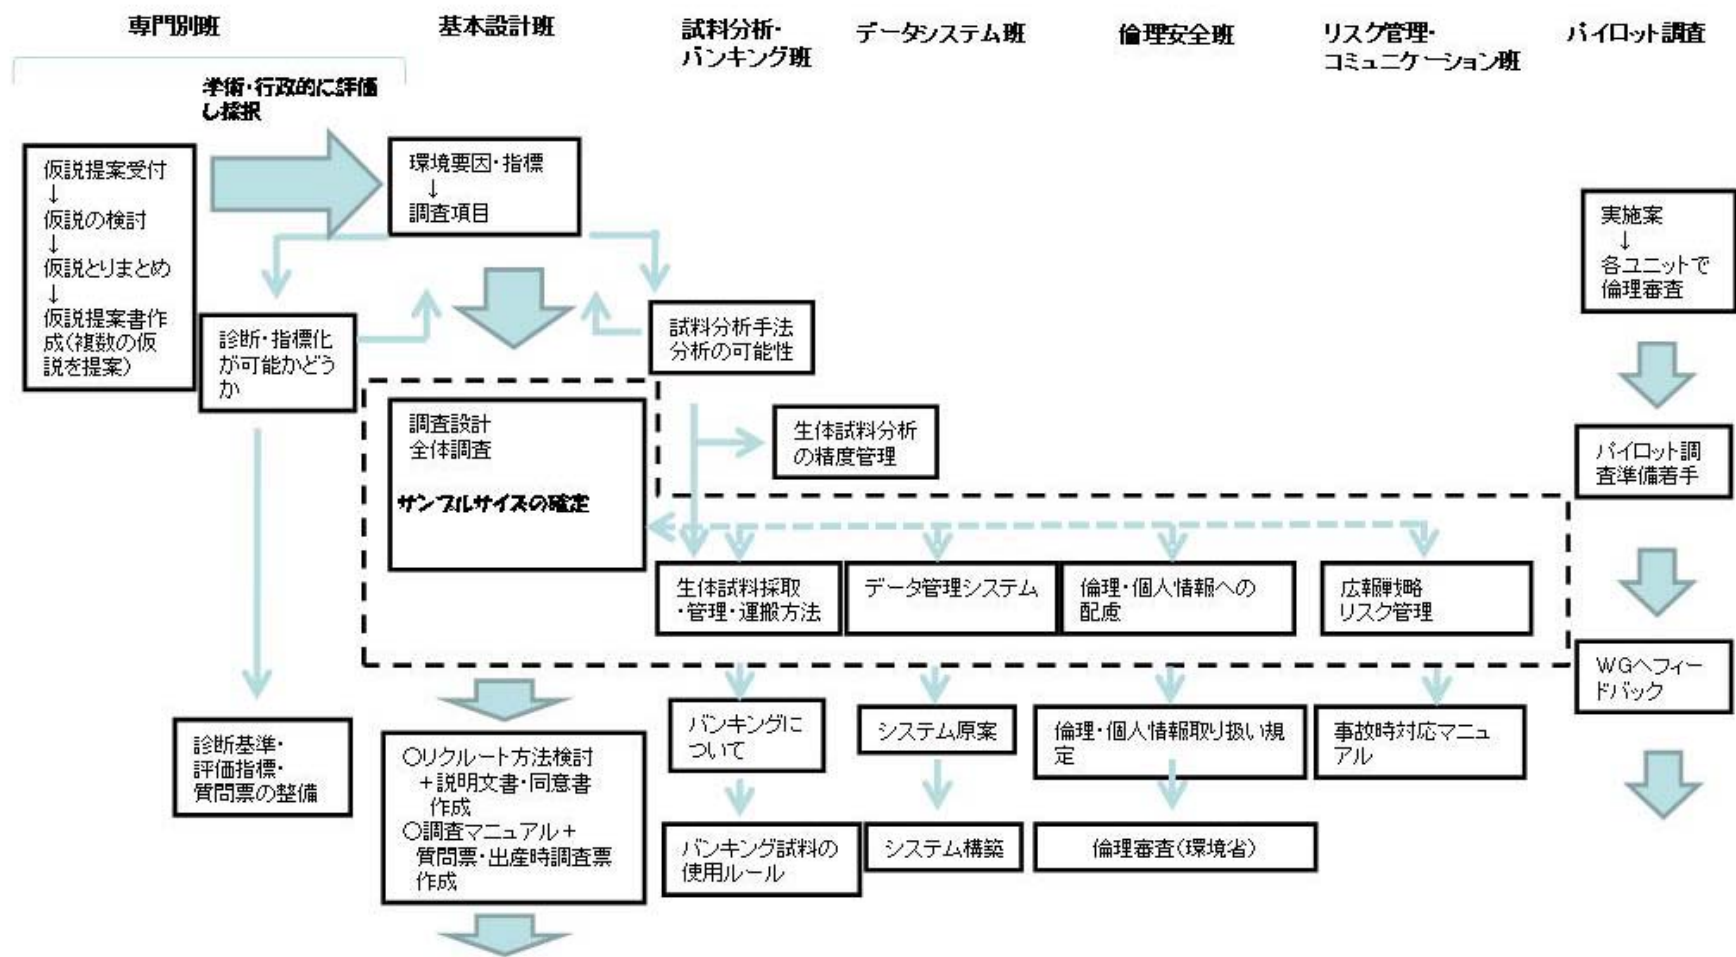 専門別班
基本設計班
試料分析・
バンキング班
データシステム班
倫理安全班
リスク管理・
コミュニケーション班
パイロット調査
学術・行政的に評価
し採択
仮説提案受付
↓
仮説の検討
↓
仮説とりまとめ
↓
仮説提案書作
成(複数の仮
説を提案)
環境要因・指標
↓
調査項目
実施案
↓
各ユニットで
倫理審査
診断・指標化
が可能かどう
か
試料分析手法
分析の可能性
調査設計
全体調査
サンプルサイズの確定
生体試料分析
の精度管理
パイロット調
査準備着手
生体試料採取
・管理・運搬方法
データ管理システム
倫理・個人情報への
配慮
広報戦略
リスク管理
WGへフィー
ドバック
診断基準・
評価指標・
質問票の整備
〇リクルート方法検討
+説明文書・同意書
作成
〇調査マニュアル+
質問票・出産時調査票
作成
バンキングに
ついて
システム原案
倫理・個人情報取り扱い規
定
事故時対応マニュ
アル
バンキング試料の
使用ルール
システム構築
倫理審査(環境省)